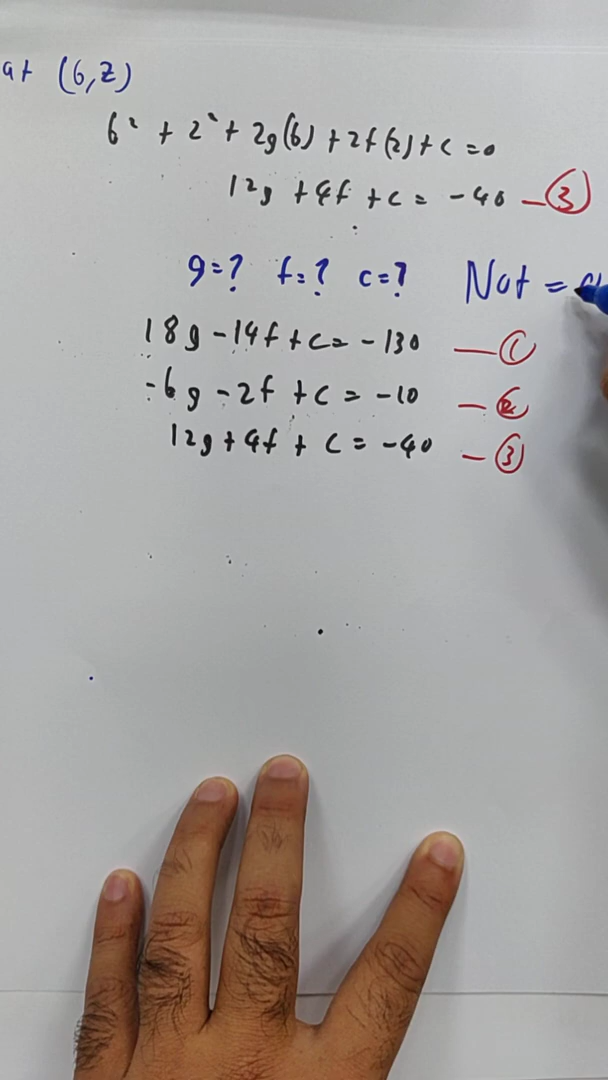 at (6,2)
6² + 2² + 2g(6) + 2f(2) + c = 0
12g + 4f + c = -40 — ③
g=? f=? c=? Not =
18g - 14f + c = -130 — ①
-6g - 2f + c = -10 — ②
12g + 4f + c = -40 — ③